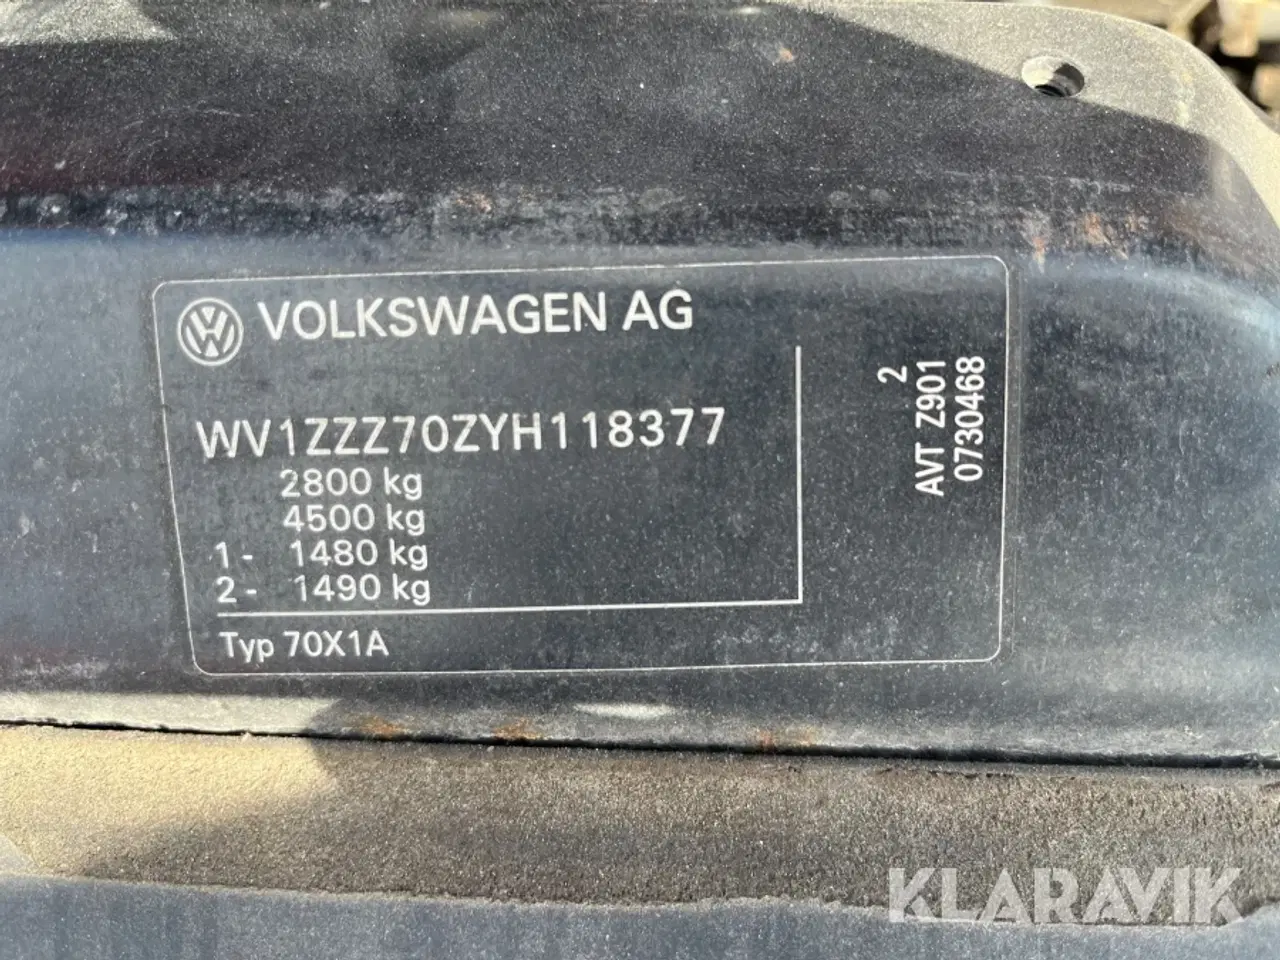 VOLKSWAGEN AG
WV1ZZZ70ZYH118377
2800 kg
4500 kg
1- 1480 kg
2- 1490 kg
Typ 70X1A
2
AVT Z901
0730468
KLARAVIK